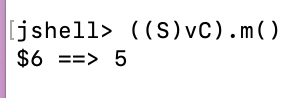 [jshell> ((S)vC).m()
$6 ==> 5